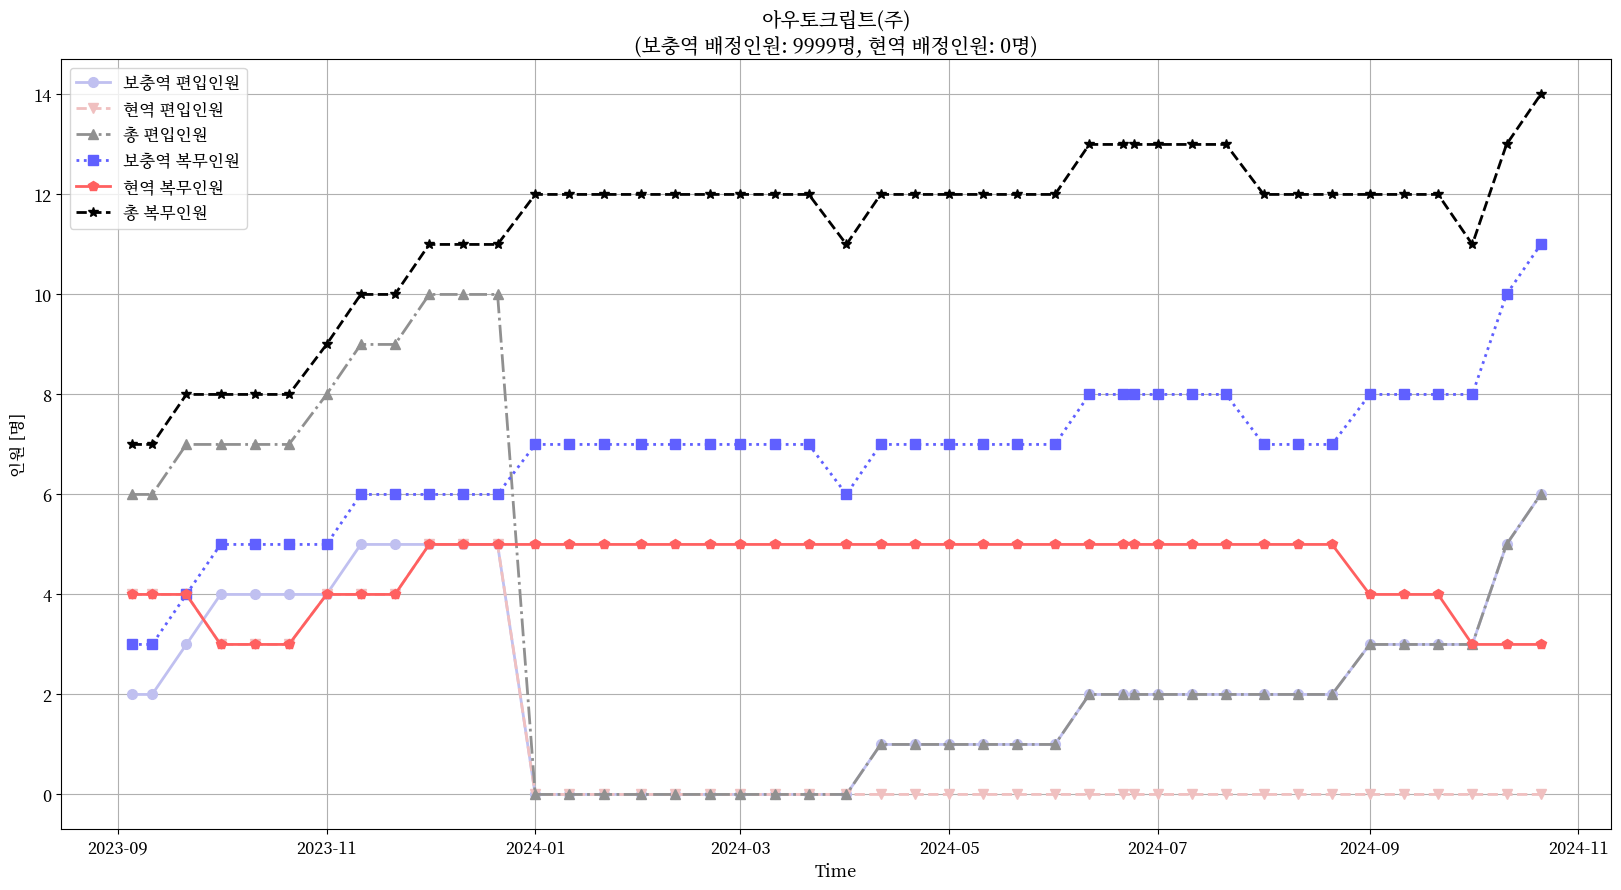 아우토크립트(주)
(보충역 배정인원: 9999명, 현역 배정인원: 0명)
보충역 편입인원
현역 편입인원
총 편입인원
보충역 복무인원
현역 복무인원
총 복무인원
14
12
10
8
6
4
2
0
인원 [명]
2023-09
2023-11
2024-01
2024-03
2024-05
2024-07
2024-09
2024-11
Time